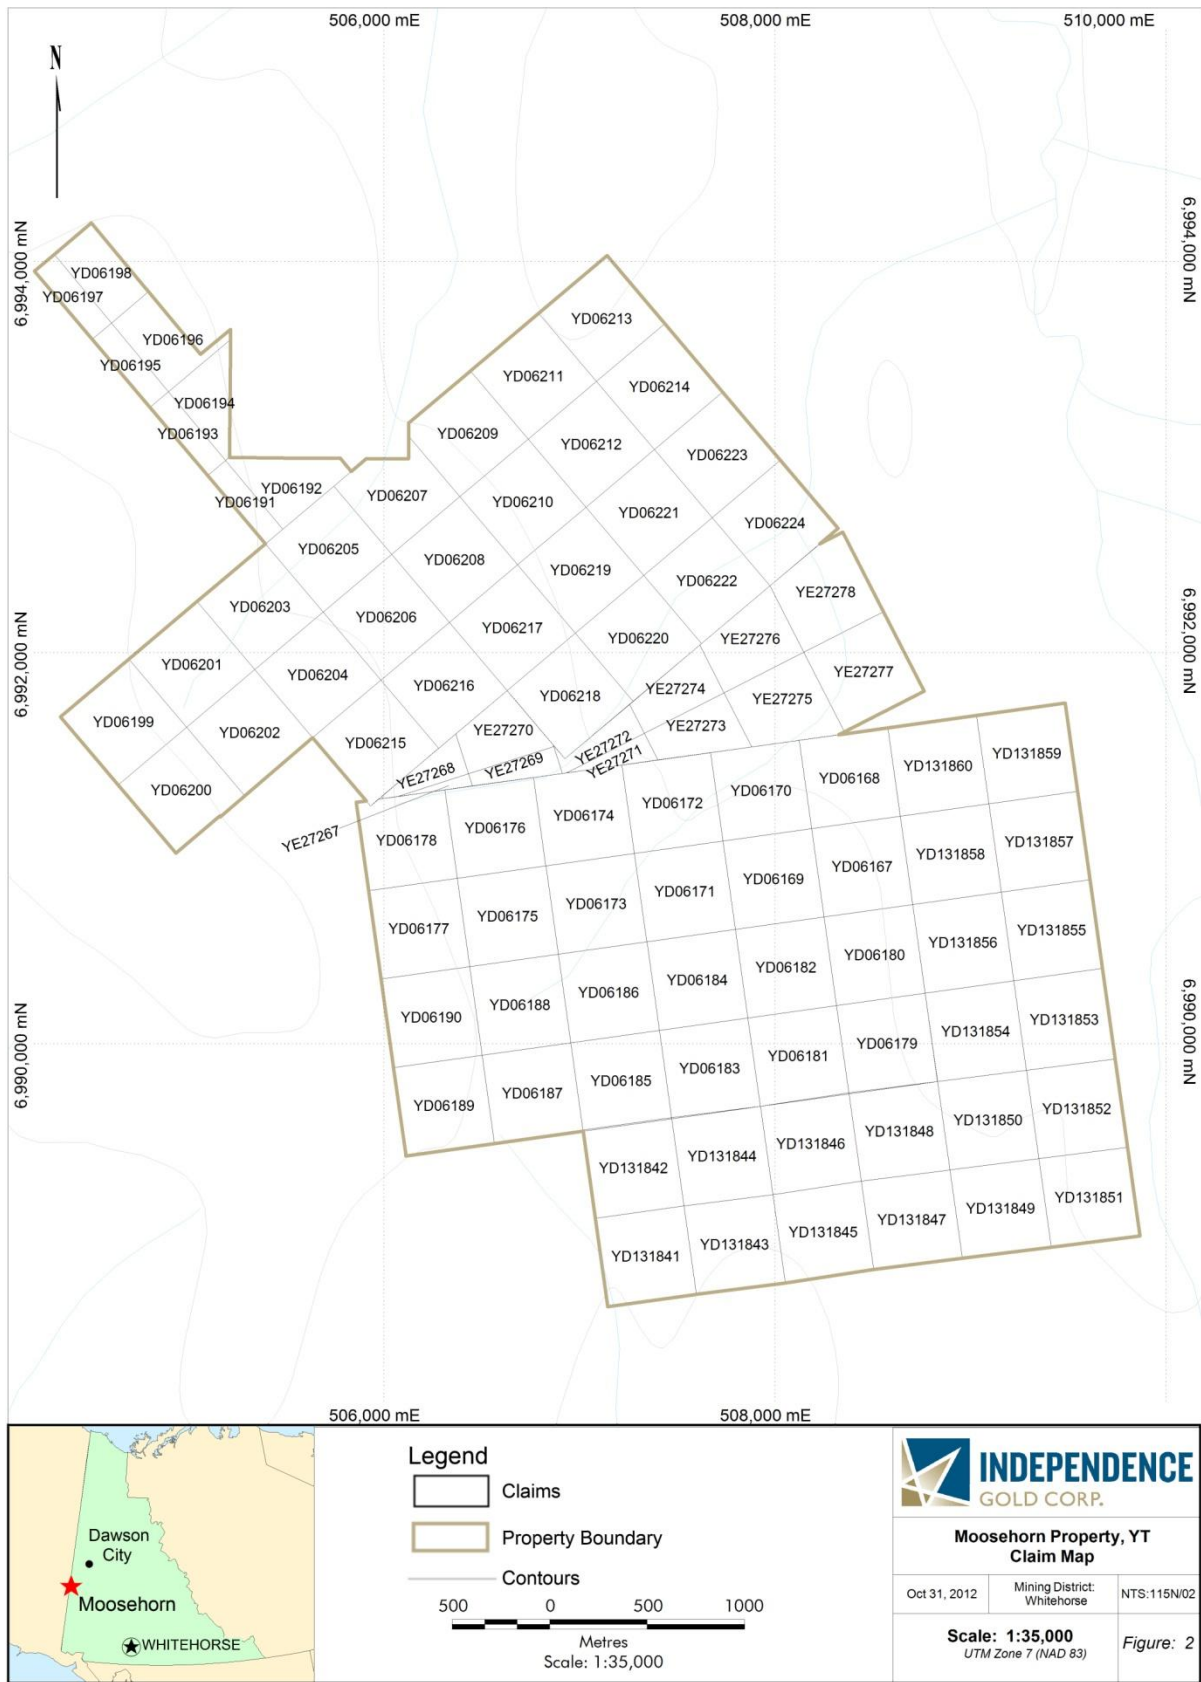 506,000 mE
508,000 mE
510,000 mE
N
6,994,000 mN
6,994,000 mN
YD06198
YD06197
YD06196
YD06195
YD06194
YD06193
YD06192
YD06191
YD06213
YD06211
YD06214
YD06209
YD06212
YD06223
YD06207
YD06210
YD06221
YD06224
YD06205
YD06208
YD06219
YD06222
YE27278
YD06203
YD06206
YD06217
YD06220
YE27276
6,992,000 mN
6,992,000 mN
YD06201
YD06204
YD06216
YD06218
YE27274
YE27275
YE27277
YD06199
YD06202
YD06215
YE27270
YE27273
YE27272
YE27271
YE27269
YE27268
YD06200
YE27267
YD06178
YD06176
YD06174
YD06172
YD06170
YD06168
YD131860
YD131859
YD06177
YD06175
YD06173
YD06171
YD06169
YD06167
YD131858
YD131857
YD06190
YD06188
YD06186
YD06184
YD06182
YD06180
YD131856
YD131855
6,990,000 mN
6,990,000 mN
YD06189
YD06187
YD06185
YD06183
YD06181
YD06179
YD131854
YD131853
YD131842
YD131844
YD131846
YD131848
YD131850
YD131852
YD131841
YD131843
YD131845
YD131847
YD131849
YD131851
506,000 mE
508,000 mE
Dawson
City
Moosehorn
WHITEHORSE
Legend
Claims
Property Boundary
Contours
500 0 500 1000
Metres
Scale: 1:35,000
INDEPENDENCE
GOLD CORP.
Moosehorn Property, YT
Claim Map
Oct 31, 2012
Mining District:
Whitehorse
NTS:115N/02
Scale: 1:35,000
UTM Zone 7 (NAD 83)
Figure: 2